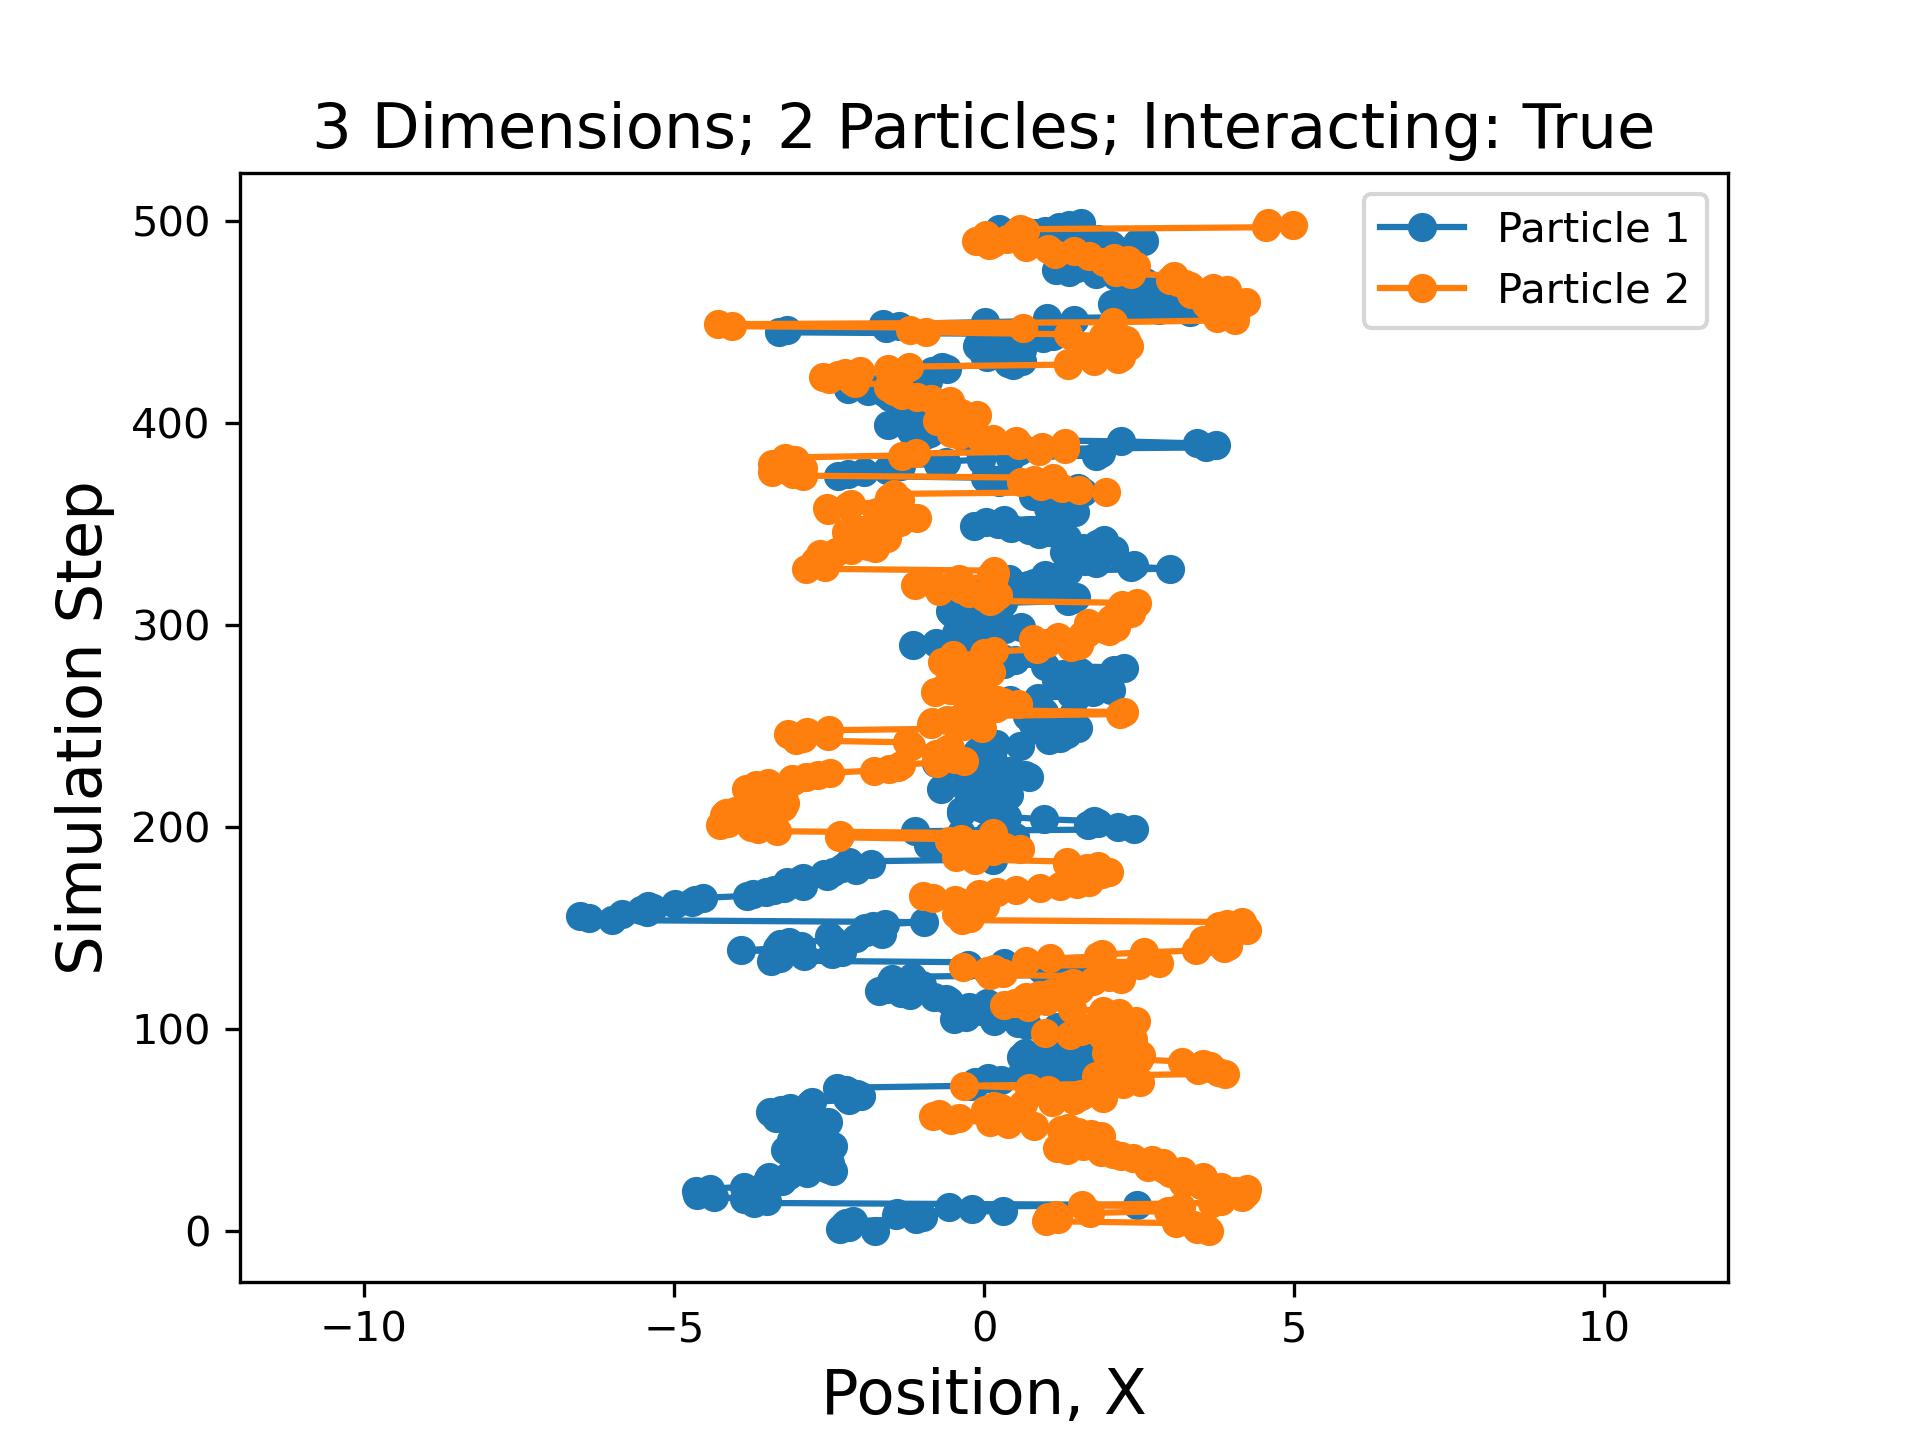 3 Dimensions; 2 Particles; Interacting: True
Particle 1
Particle 2
Simulation Step
500
400
300
200
100
0
−10
−5
0
5
10
Position, X